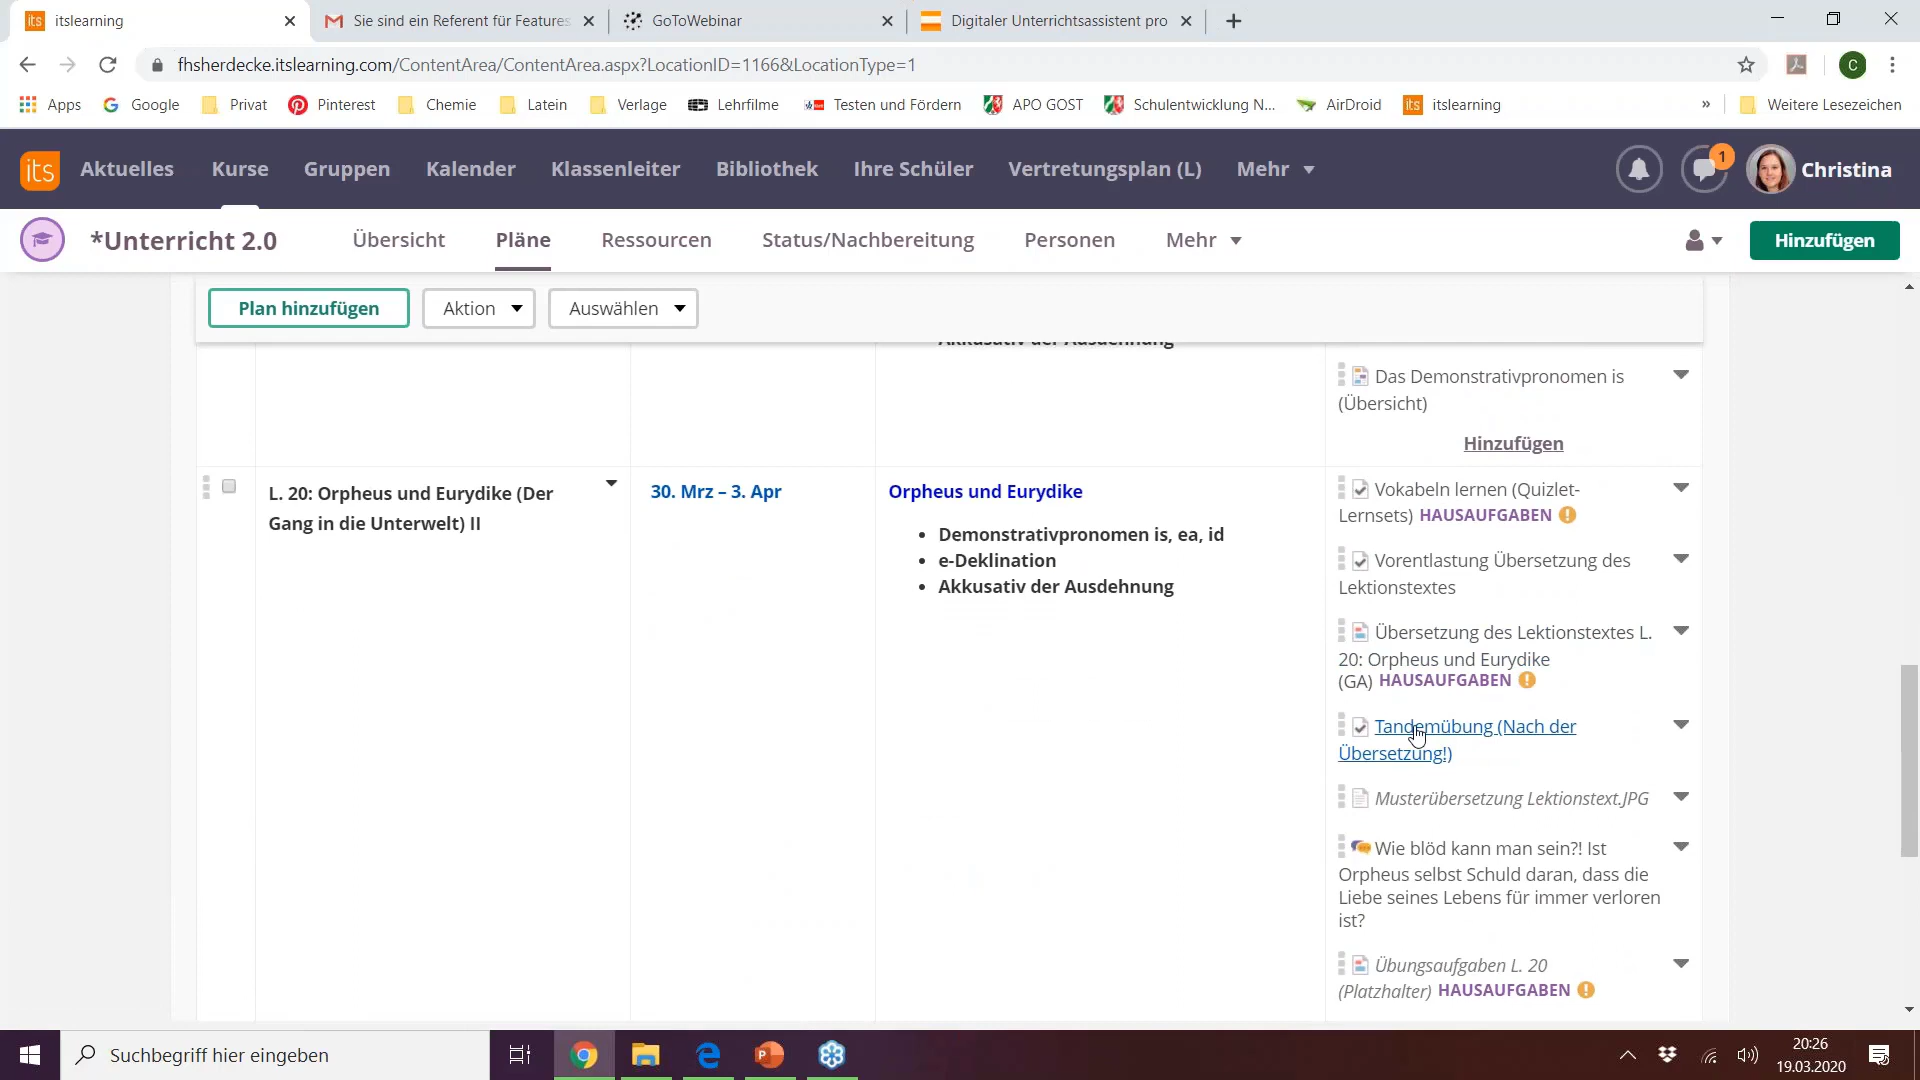 its itslearning
Sie sind ein Referent für Features
GoToWebinar
Digitaler Unterrichtsassistent pro
fhsherdecke.itslearning.com/ContentArea/ContentArea.aspx?LocationID=1166&LocationType=1
C
Apps
Google
Privat
Pinterest
Chemie
Latein
Verlage
Lehrfilme
Testen und Fördern
APO GOST
Schulentwicklung N...
AirDroid
its itslearning
»
Weitere Lesezeichen
its
Aktuelles
Kurse
Gruppen
Kalender
Klassenleiter
Bibliothek
Ihre Schüler
Vertretungsplan (L)
Mehr
1
Christina
*Unterricht 2.0
Übersicht
Pläne
Ressourcen
Status/Nachbereitung
Personen
Mehr
Hinzufügen
Plan hinzufügen
Aktion
Auswählen
Akkusativ der Ausdehnung
Das Demonstrativpronomen is
(Übersicht)
Hinzufügen
L. 20: Orpheus und Eurydike (Der
Gang in die Unterwelt) II
30. Mrz – 3. Apr
Orpheus und Eurydike
• Demonstrativpronomen is, ea, id
• e-Deklination
• Akkusativ der Ausdehnung
Vokabeln lernen (Quizlet-
Lernsets) HAUSAUFGABEN
Vorentlastung Übersetzung des
Lektionstextes
Übersetzung des Lektionstextes L.
20: Orpheus und Eurydike
(GA) HAUSAUFGABEN
Tandemübung (Nach der
Übersetzung!)
Musterübersetzung Lektionstext.JPG
Wie blöd kann man sein?! Ist
Orpheus selbst Schuld daran, dass die
Liebe seines Lebens für immer verloren
ist?
Übungsaufgaben L. 20
(Platzhalter) HAUSAUFGABEN
Suchbegriff hier eingeben
20:26
19.03.2020